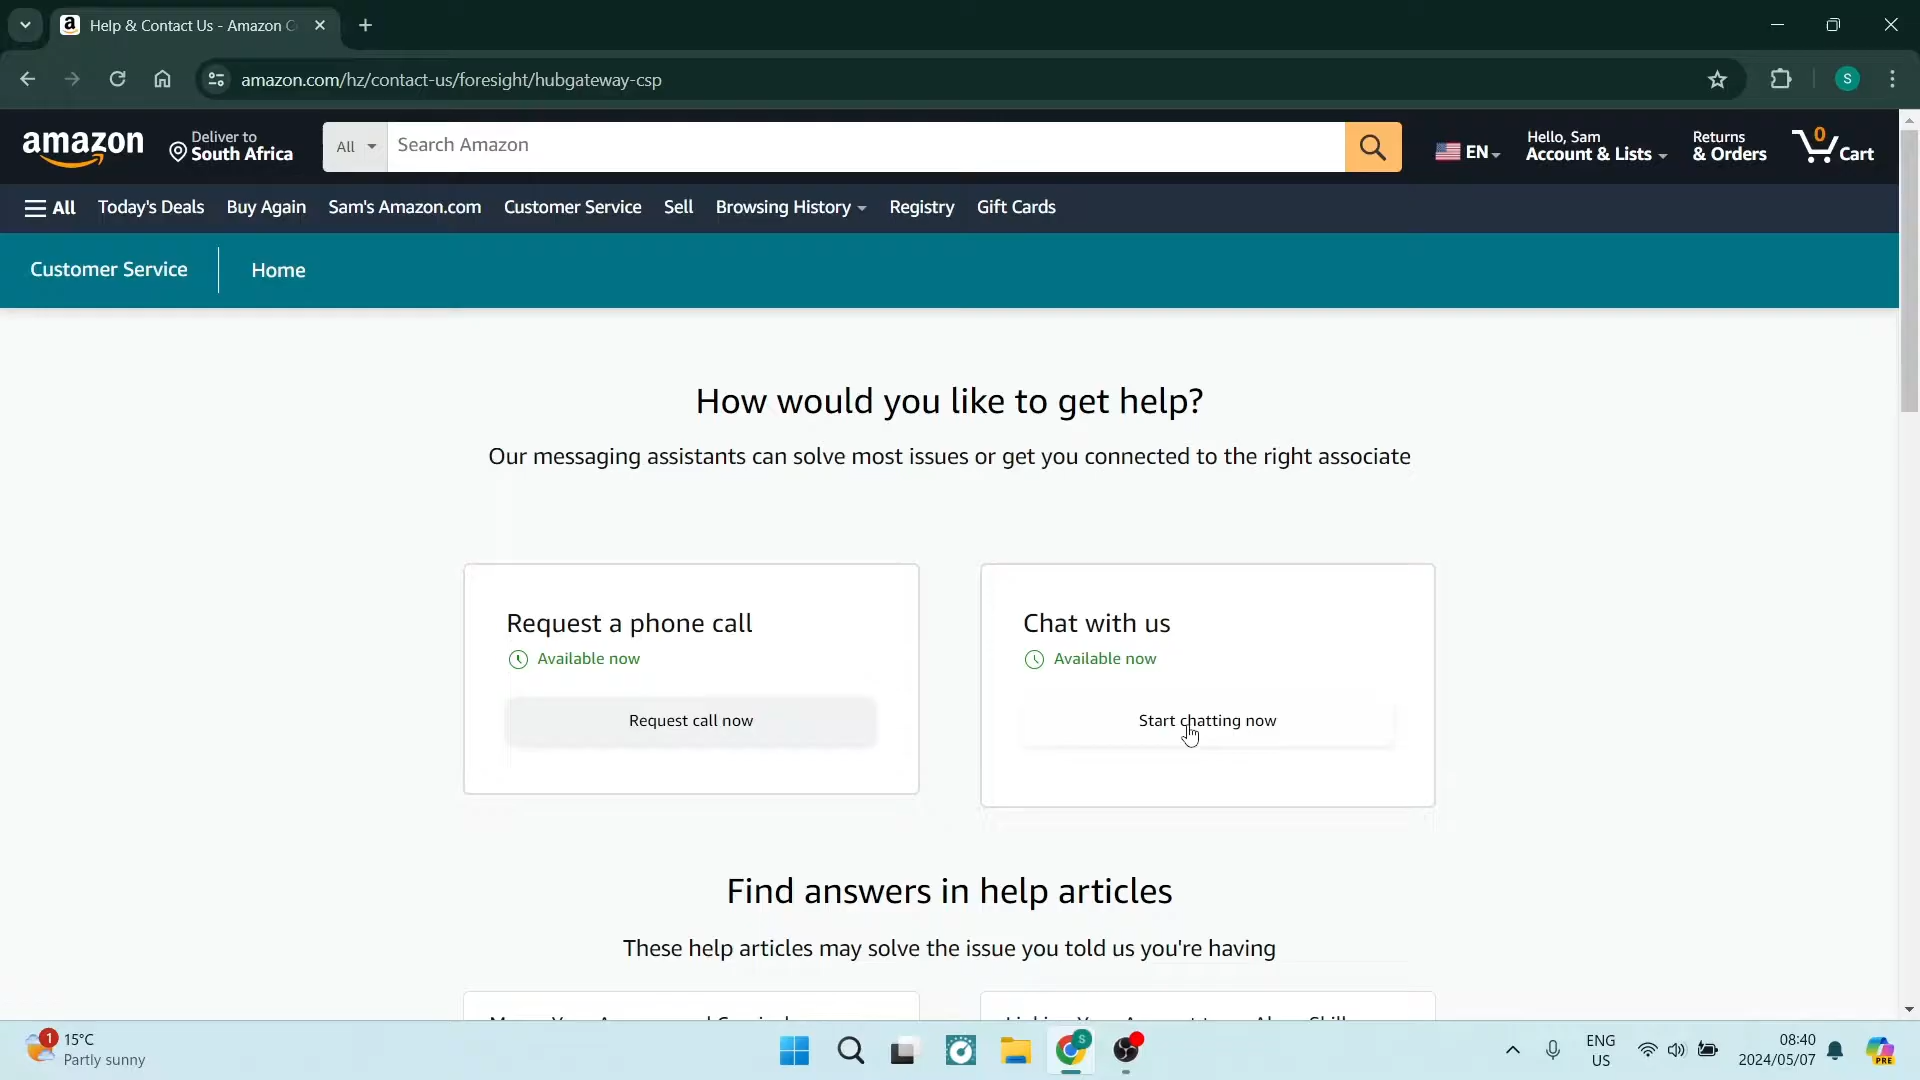 Help & Contact Us - Amazon C
amazon.com/hz/contact-us/foresight/hubgateway-csp
S
amazon
Deliver to
South Africa
All
Search Amazon
EN
Hello, Sam
Account & Lists
Returns
& Orders
0
Cart
All
Today's Deals
Buy Again
Sam's Amazon.com
Customer Service
Sell
Browsing History
Registry
Gift Cards
Customer Service
Home
How would you like to get help?
Our messaging assistants can solve most issues or get you connected to the right associate
Request a phone call
Available now
Request call now
Chat with us
Available now
Start chatting now
Find answers in help articles
These help articles may solve the issue you told us you're having
1
15°C
Partly sunny
S
ENG
US
08:40
2024/05/07
PRE